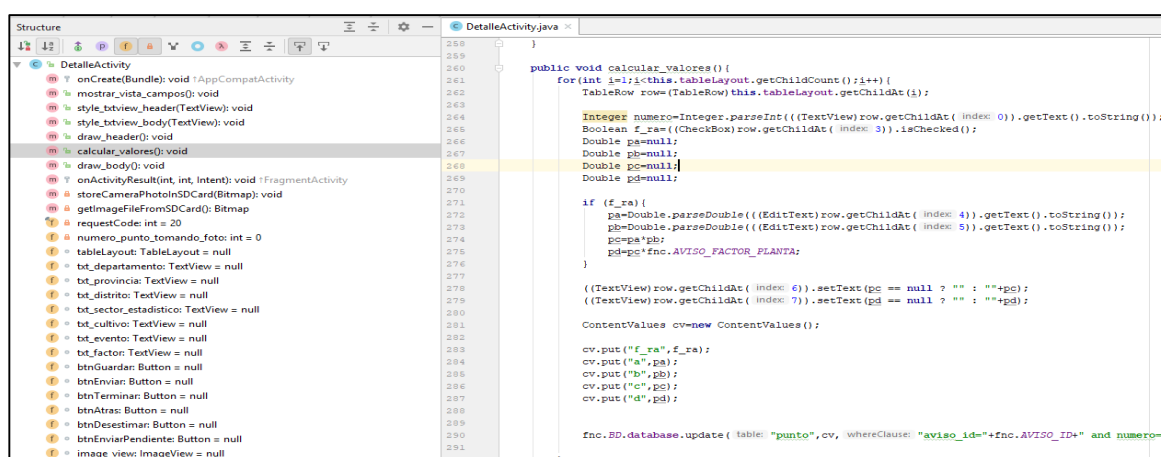 Structure
DetalleActivity
onCreate(Bundle): void ↑AppCompatActivity
mostrar_vista_campos(): void
style_txtview_header(TextView): void
style_txtview_body(TextView): void
draw_header(): void
calcular_valores(): void
draw_body(): void
onActivityResult(int, int, Intent): void ↑FragmentActivity
storeCameraPhotoInSDCard(Bitmap): void
getImageFileFromSDCard(): Bitmap
requestCode: int = 20
numero_punto_tomando_foto: int = 0
tableLayout: TableLayout = null
txt_departamento: TextView = null
txt_provincia: TextView = null
txt_distrito: TextView = null
txt_sector_estadistico: TextView = null
txt_cultivo: TextView = null
txt_evento: TextView = null
txt_factor: TextView = null
btnGuardar: Button = null
btnEnviar: Button = null
btnTerminar: Button = null
btnAtras: Button = null
btnDesestimar: Button = null
btnEnviarPendiente: Button = null
image_view: ImageView = null
DetalleActivity.java
258 }
259
260 public void calcular_valores(){
261 for(int i=1;i<this.tableLayout.getChildCount();i++){
262 TableRow row=(TableRow)this.tableLayout.getChildAt(i);
263
264 Integer numero=Integer.parseInt(((TextView)row.getChildAt( index: 0)).getText().toString());
265 Boolean f_ra=((CheckBox)row.getChildAt( index: 3)).isChecked();
266 Double pa=null;
267 Double pb=null;
268 Double pc=null;
269 Double pd=null;
270
271 if (f_ra){
272 pa=Double.parseDouble(((EditText)row.getChildAt( index: 4)).getText().toString());
273 pb=Double.parseDouble(((EditText)row.getChildAt( index: 5)).getText().toString());
274 pc=pa*pb;
275 pd=pc*fnc.AVISO_FACTOR_PLANTA;
276 }
277
278 ((TextView)row.getChildAt( index: 6)).setText(pc == null ? "" : ""+pc);
279 ((TextView)row.getChildAt( index: 7)).setText(pd == null ? "" : ""+pd);
280
281 ContentValues cv=new ContentValues();
282
283 cv.put("f_ra",f_ra);
284 cv.put("a",pa);
285 cv.put("b",pb);
286 cv.put("c",pc);
287 cv.put("d",pd);
288
289
290 fnc.BD.database.update( table: "punto",cv, whereClause: "aviso_id="+fnc.AVISO_ID+" and numero=
291